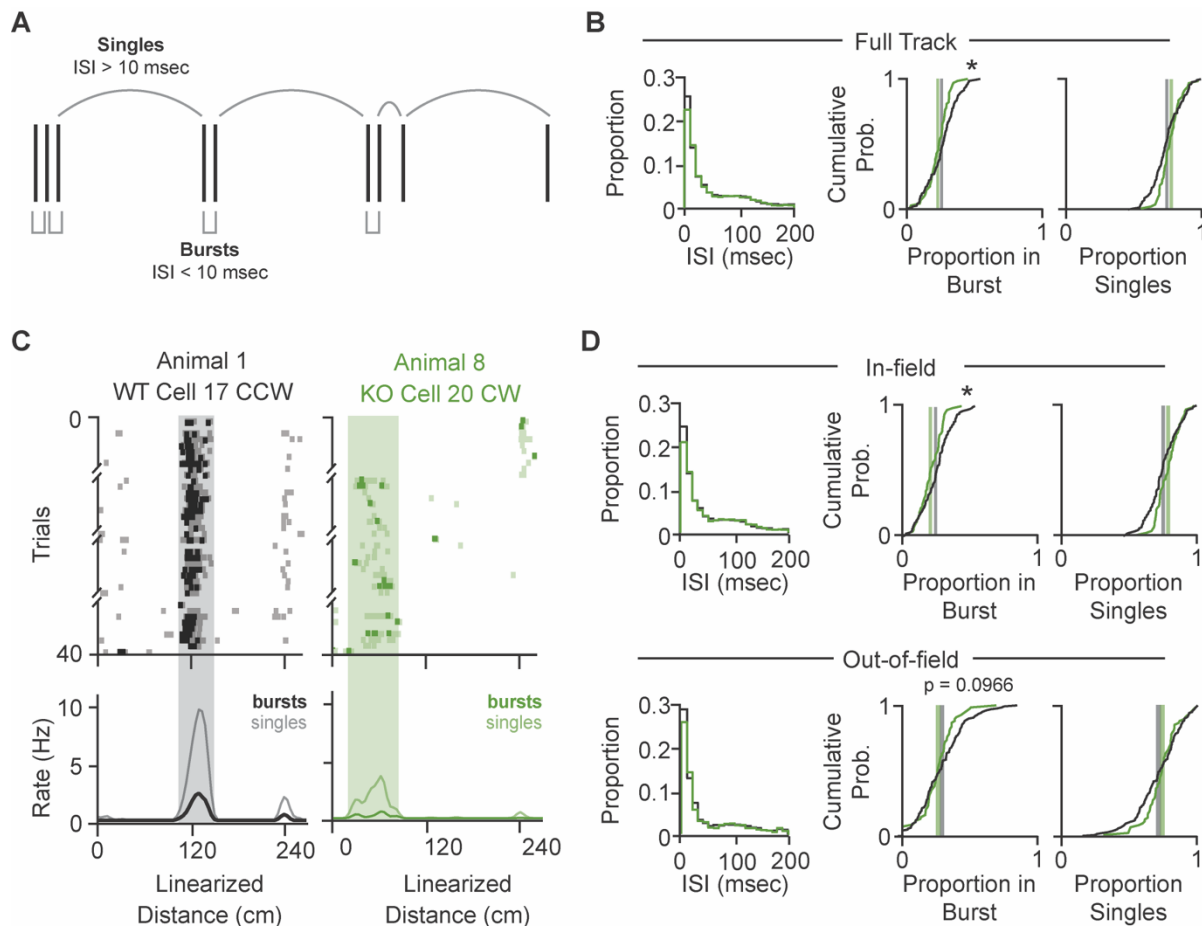 A
Singles
ISI > 10 msec
Bursts
ISI < 10 msec
B
Full Track
0.3
0.2
0.1
0
Proportion
0
100
200
ISI (msec)
1
0
Cumulative
Prob.
*
0
1
Proportion in
Burst
0
1
Proportion
Singles
C
Animal 1
WT Cell 17 CCW
Animal 8
KO Cell 20 CW
0
40
Trials
bursts
singles
bursts
singles
10
5
0
Rate (Hz)
0
120
240
0
120
240
Linearized
Distance (cm)
Linearized
Distance (cm)
D
In-field
0.3
0.2
0.1
0
Proportion
0
100
200
ISI (msec)
1
0
Cumulative
Prob.
*
0
1
Proportion in
Burst
0
1
Proportion
Singles
Out-of-field
p = 0.0966
0.3
0.2
0.1
0
Proportion
0
100
200
ISI (msec)
1
0
Cumulative
Prob.
0
1
Proportion in
Burst
0
1
Proportion
Singles